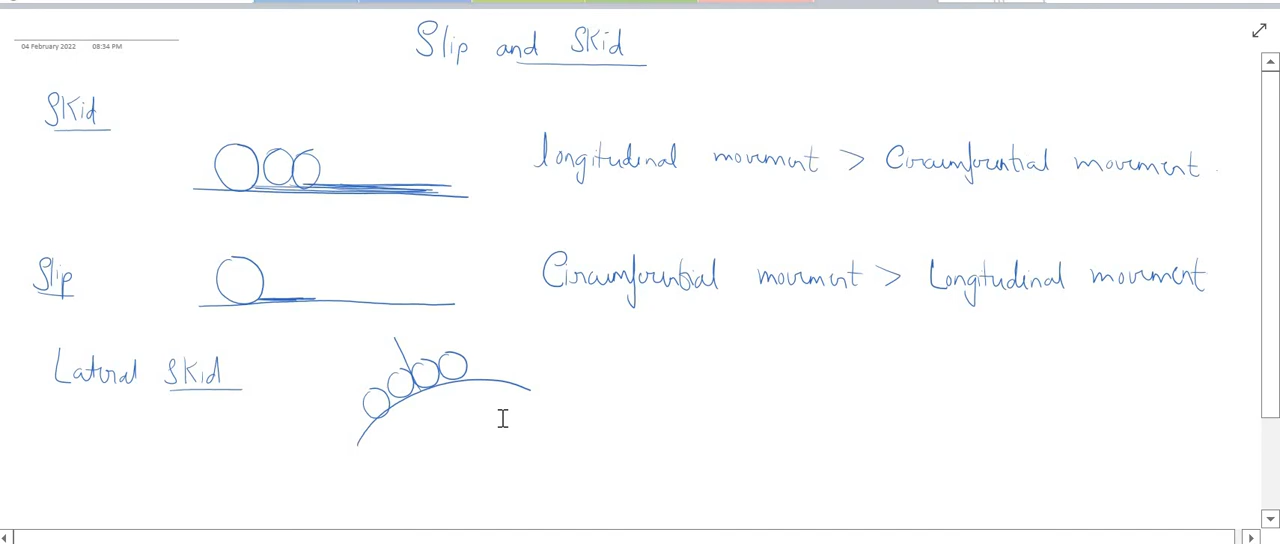 04 February 2022 08:34 PM
Slip and Skid
Skid
longitudinal movement > Circumferential movement
Slip
Circumferential movement > Longitudinal movement
Lateral Skid